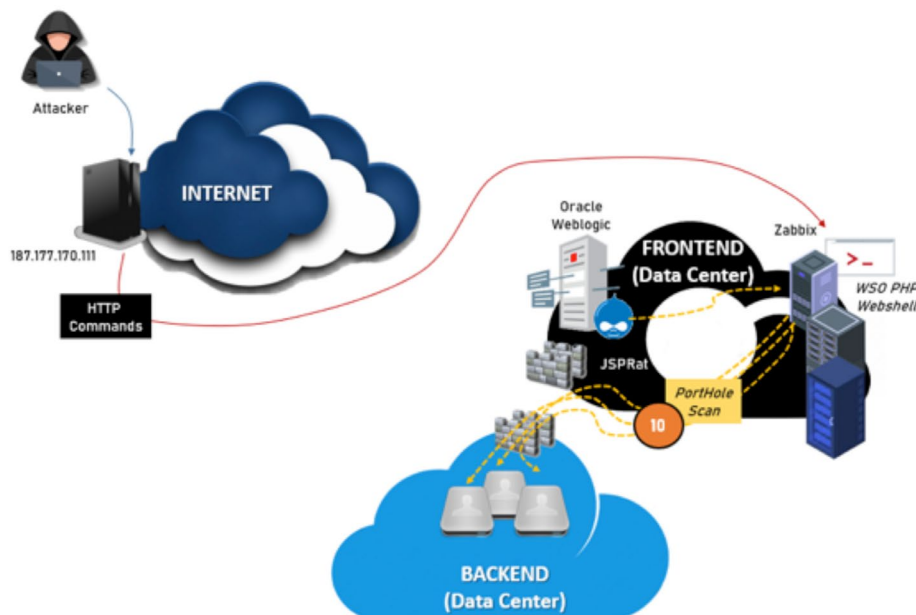 Attacker
INTERNET
187.177.170.111
HTTP
Commands
Oracle
Weblogic
Zabbix
FRONTEND
(Data Center)
>_
WSO PHP
Webshell
JSPRat
PortHole
Scan
10
BACKEND
(Data Center)